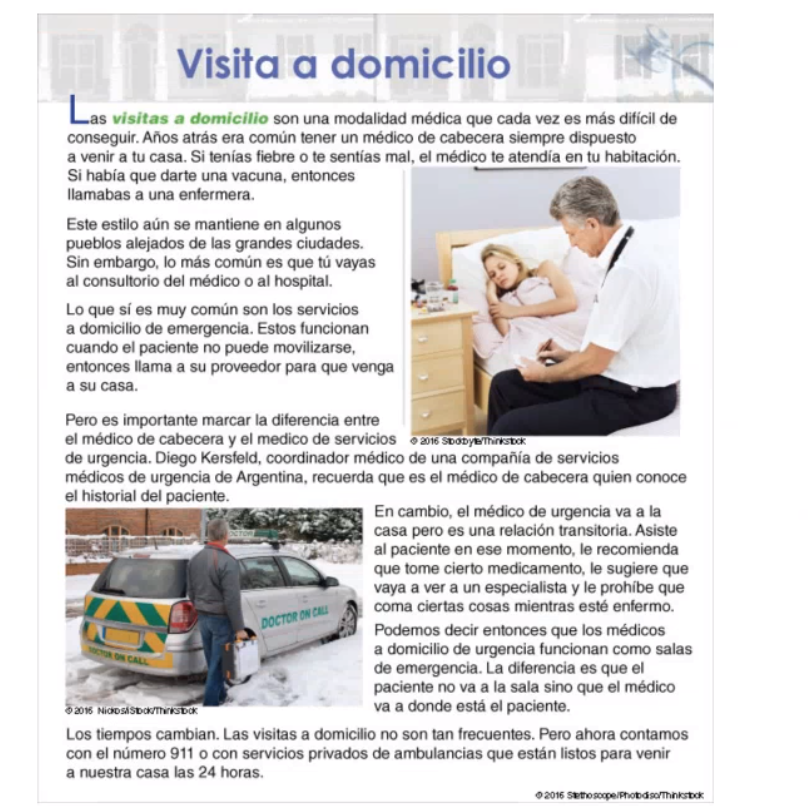 Visita a domicilio
Las visitas a domicilio son una modalidad médica que cada vez es más difícil de
conseguir. Años atrás era común tener un médico de cabecera siempre dispuesto
a venir a tu casa. Si tenías fiebre o te sentías mal, el médico te atendía en tu habitación.
Si había que darte una vacuna, entonces
llamabas a una enfermera.
Este estilo aún se mantiene en algunos
pueblos alejados de las grandes ciudades.
Sin embargo, lo más común es que tú vayas
al consultorio del médico o al hospital.
Lo que sí es muy común son los servicios
a domicilio de emergencia. Estos funcionan
cuando el paciente no puede movilizarse,
entonces llama a su proveedor para que venga
a su casa.
Pero es importante marcar la diferencia entre
el médico de cabecera y el medico de servicios
© 2016 Stockbyte/Thinkstock
de urgencia. Diego Kersfeld, coordinador médico de una compañía de servicios
médicos de urgencia de Argentina, recuerda que es el médico de cabecera quien conoce
el historial del paciente.
En cambio, el médico de urgencia va a la
casa pero es una relación transitoria. Asiste
al paciente en ese momento, le recomienda
que tome cierto medicamento, le sugiere que
vaya a ver a un especialista y le prohíbe que
coma ciertas cosas mientras esté enfermo.
Podemos decir entonces que los médicos
a domicilio de urgencia funcionan como salas
de emergencia. La diferencia es que el
paciente no va a la sala sino que el médico
va a donde está el paciente.
DOCTOR
DOCTOR ON CALL
DOCTOR ON CALL
© 2016 Nickos/iStock/Thinkstock
Los tiempos cambian. Las visitas a domicilio no son tan frecuentes. Pero ahora contamos
con el número 911 o con servicios privados de ambulancias que están listos para venir
a nuestra casa las 24 horas.
© 2016 Stethoscope/Photodisc/Thinkstock